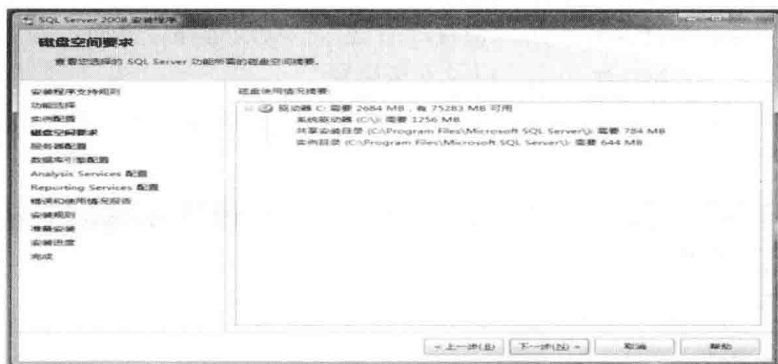 SQL Server 2008 安装程序
磁盘空间要求
查看您选择的 SQL Server 功能所需的磁盘空间摘要。
安装程序支持规则
功能选择
实例配置
磁盘空间要求
服务器配置
数据库引擎配置
Analysis Services 配置
Reporting Services 配置
错误和使用情况报告
安装规则
准备安装
安装进度
完成
磁盘使用情况摘要:
驱动器 C: 需要 2684 MB，有 75283 MB 可用
系统驱动器 (C:\): 需要 1256 MB
共享安装目录 (C:\Program Files\Microsoft SQL Server\): 需要 784 MB
实例目录 (C:\Program Files\Microsoft SQL Server\): 需要 644 MB
< 上一步(B)
下一步(N) >
取消
帮助